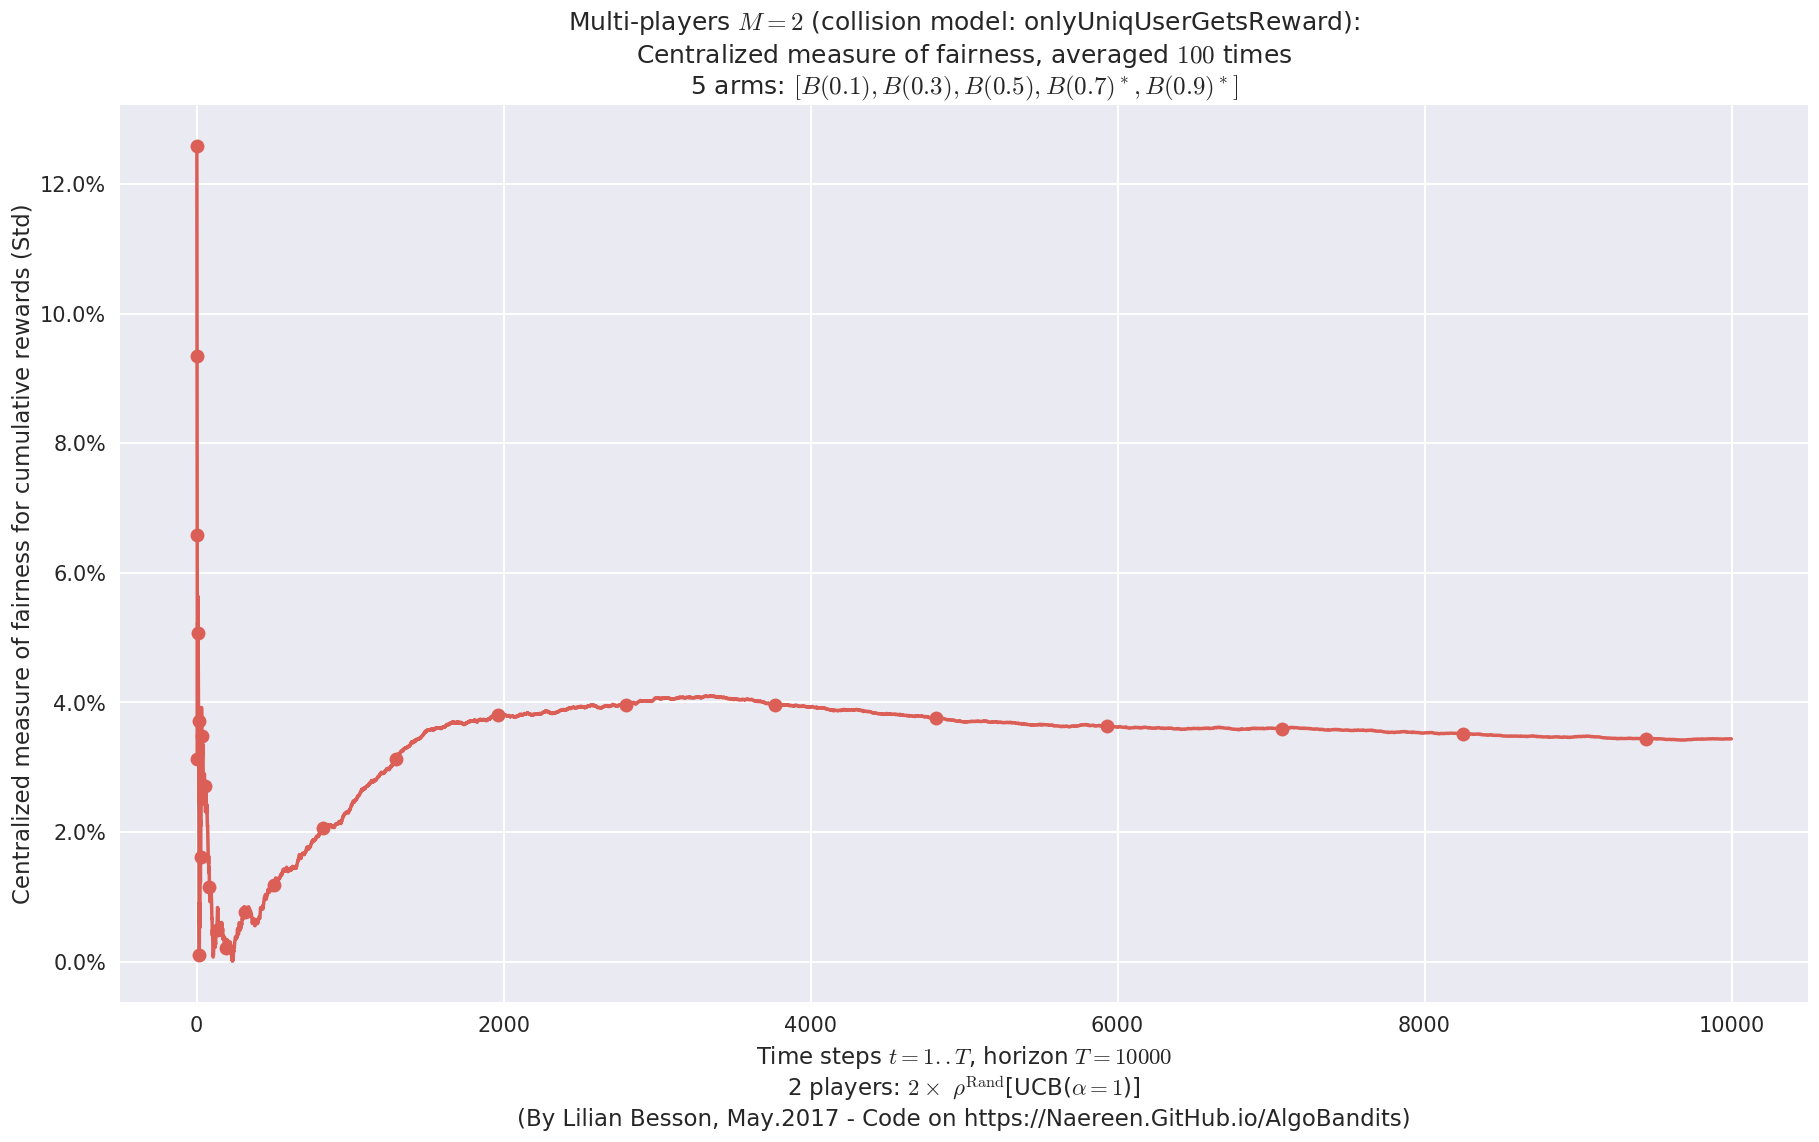 Multi-players M = 2 (collision model: onlyUniqUserGetsReward):
Centralized measure of fairness, averaged 100 times
5 arms: [B(0.1), B(0.3), B(0.5), B(0.7)*, B(0.9)*]
Centralized measure of fairness for cumulative rewards (Std)
12.0%
10.0%
8.0%
6.0%
4.0%
2.0%
0.0%
0 2000 4000 6000 8000 10000
Time steps t = 1..T, horizon T = 10000
2 players: 2 × ρ^Rand[UCB(α = 1)]
(By Lilian Besson, May.2017 - Code on https://Naereen.GitHub.io/AlgoBandits)